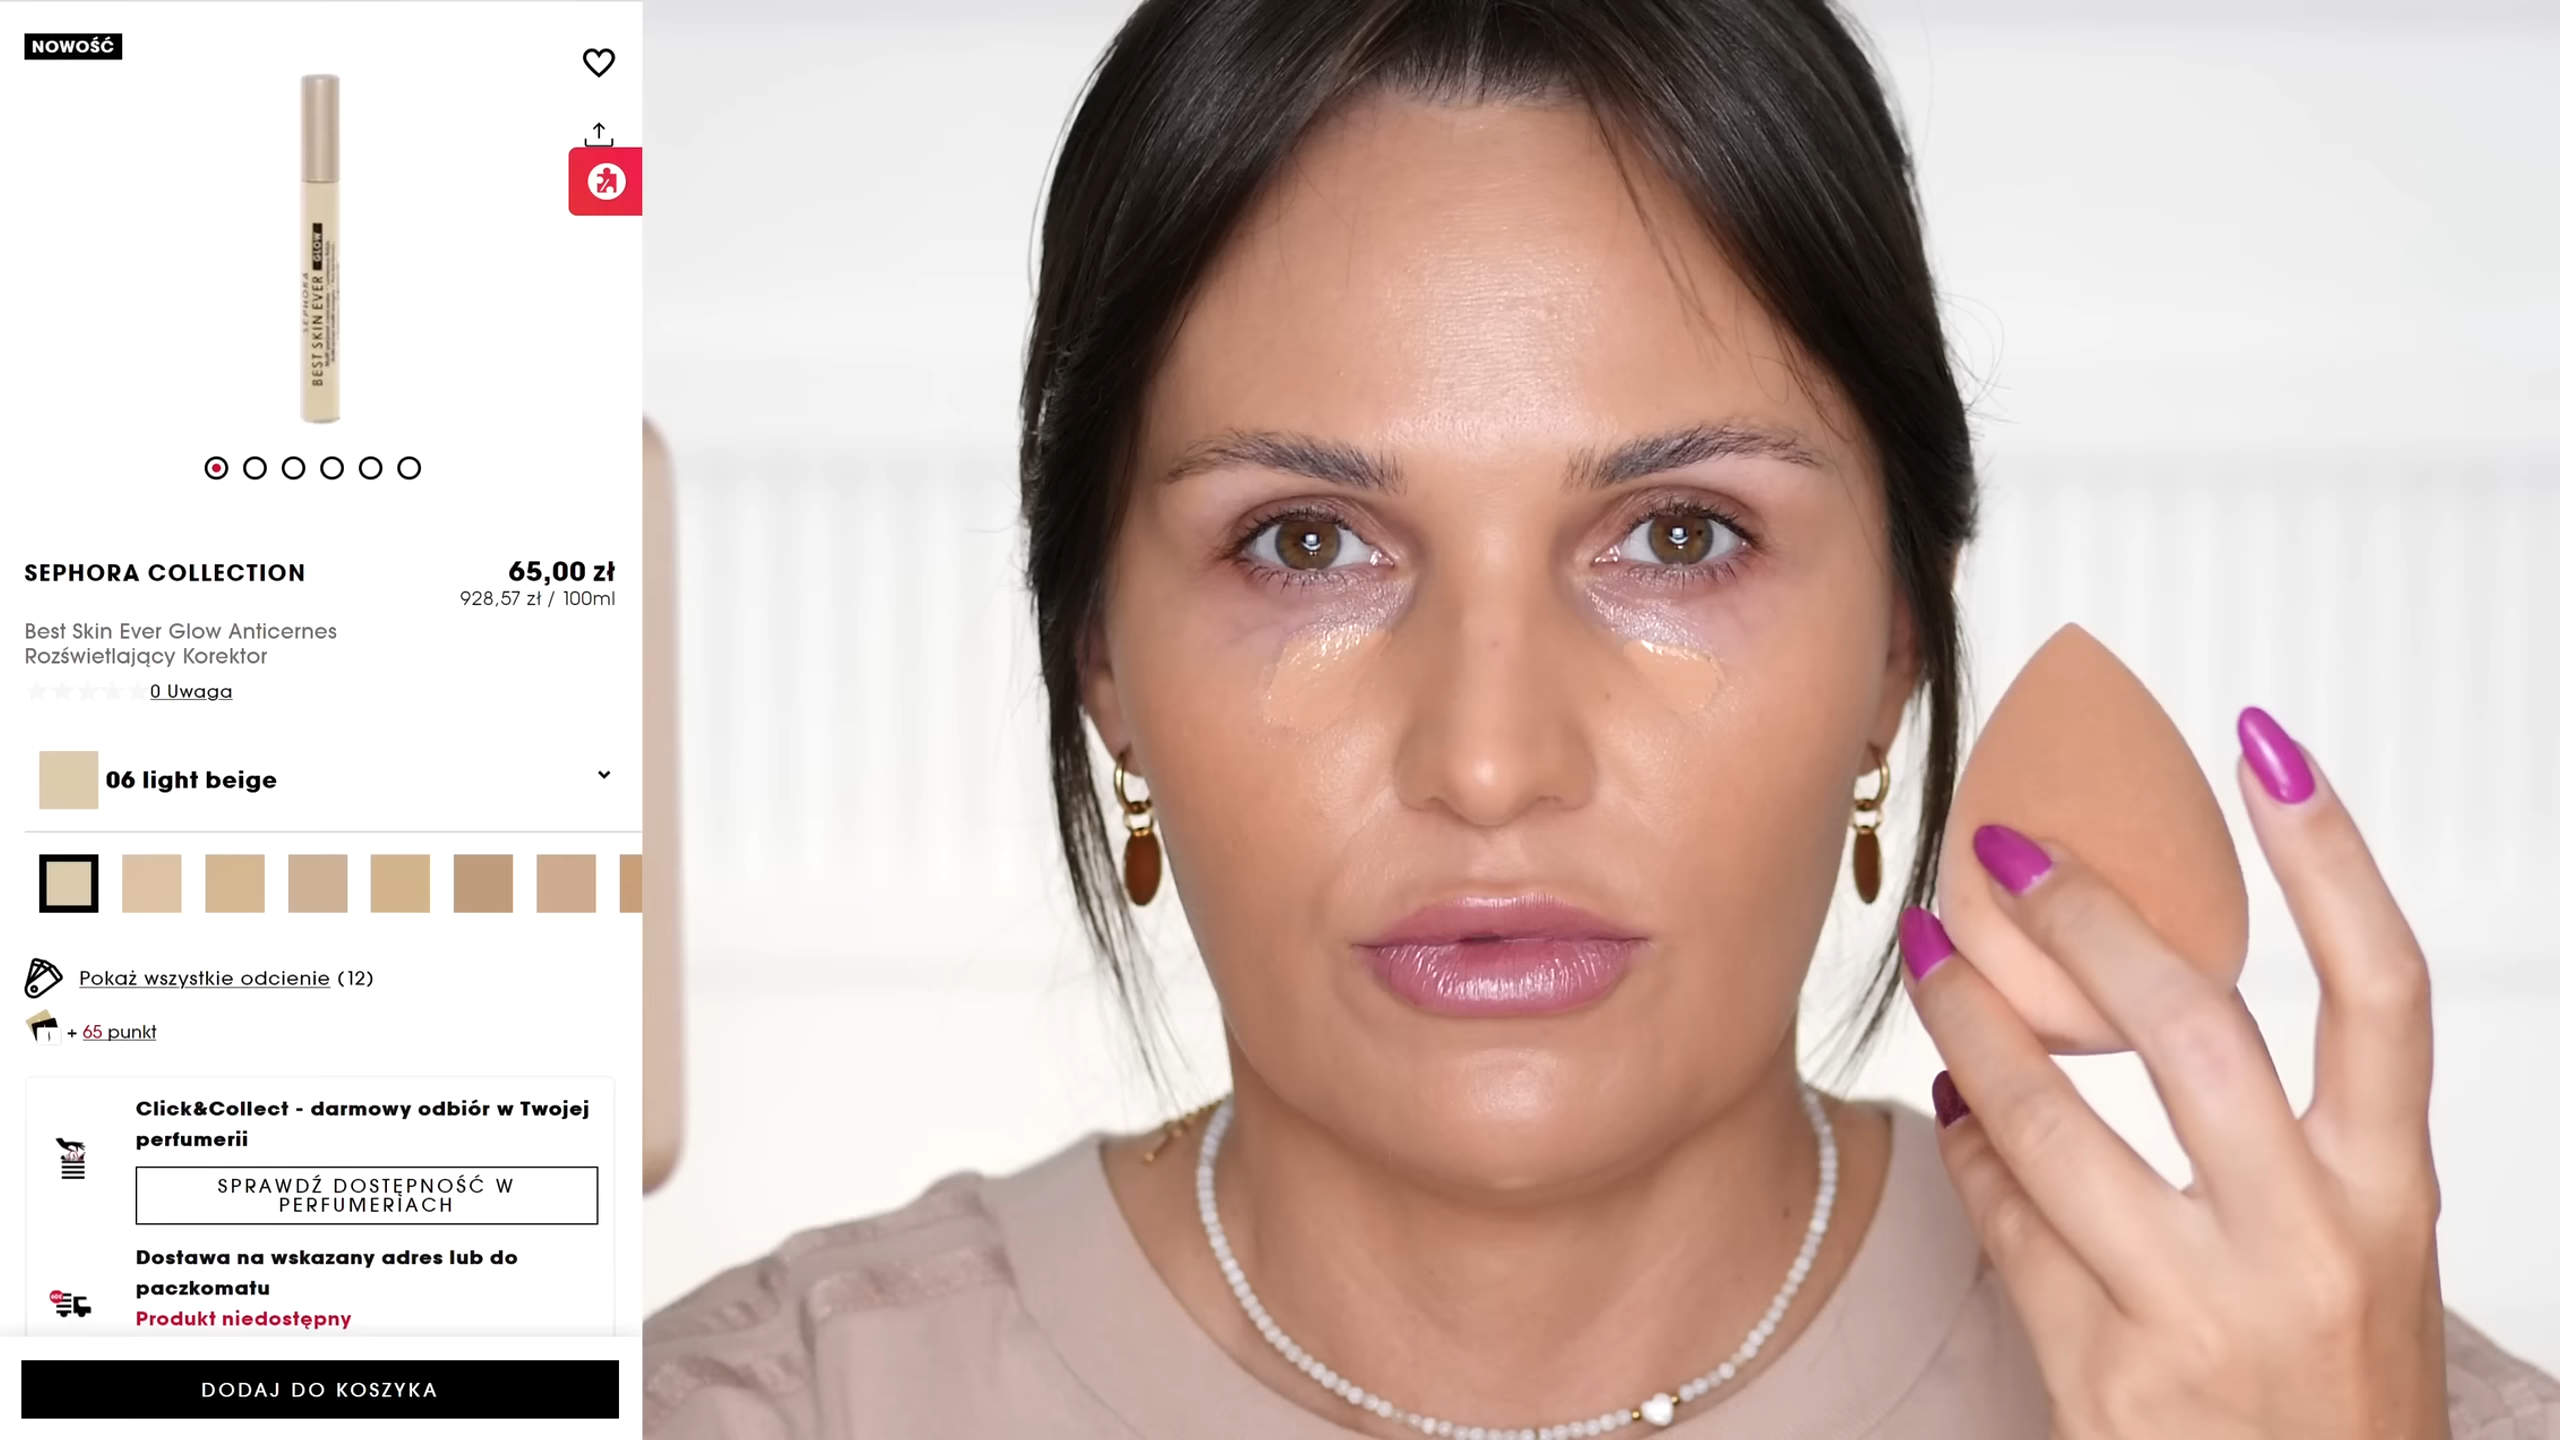 NOWOŚĆ
SEPHORA
BEST SKIN EVER GLOW
SEPHORA COLLECTION
65,00 zł
928,57 zł / 100ml
Best Skin Ever Glow Anticernes
Rozświetlający Korektor
0 Uwaga
06 light beige
Pokaż wszystkie odcienie (12)
+ 65 punkt
Click&Collect - darmowy odbiór w Twojej
perfumerii
SPRAWDŹ DOSTĘPNOŚĆ W
PERFUMERIACH
Dostawa na wskazany adres lub do
paczkomatu
Produkt niedostępny
DODAJ DO KOSZYKA